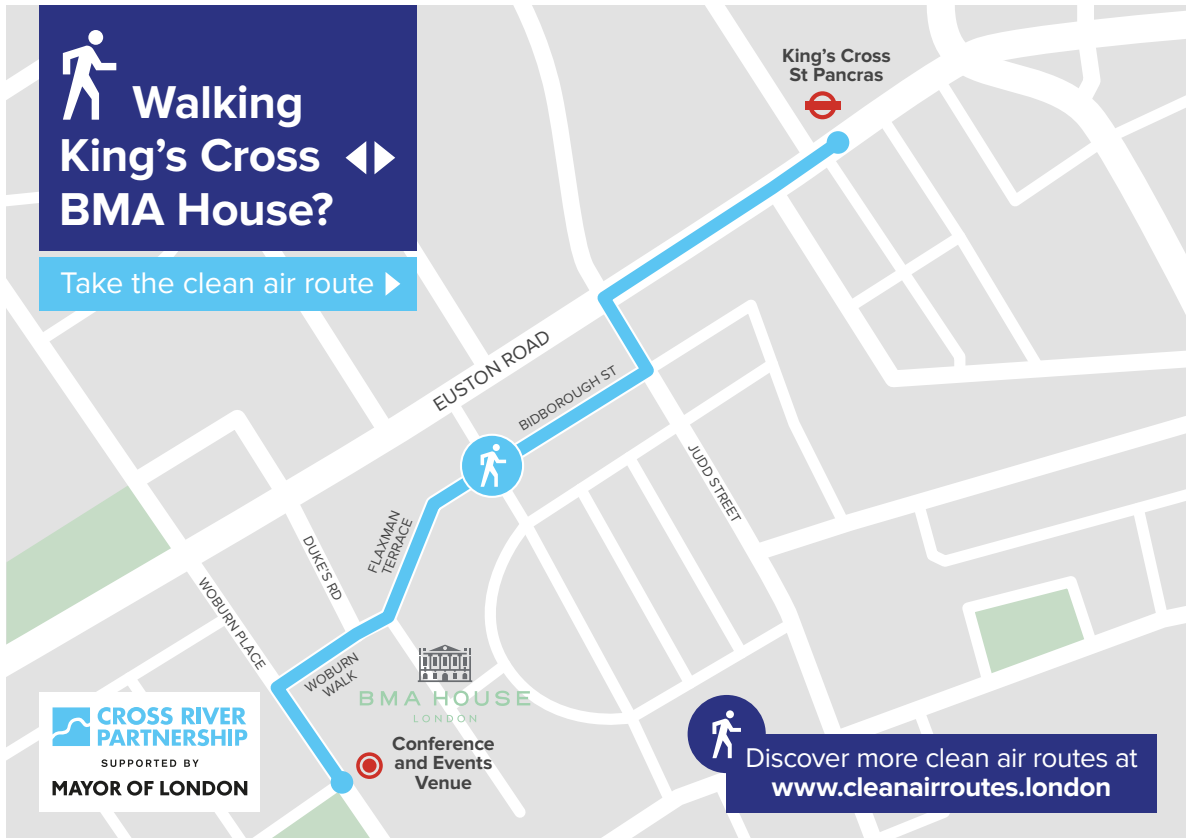 Walking
King's Cross
BMA House?
Take the clean air route
King's Cross
St Pancras
EUSTON ROAD
BIDBOROUGH ST
JUDD STREET
FLAXMAN
TERRACE
DUKE'S RD
WOBURN PLACE
WOBURN
WALK
BMA HOUSE
LONDON
Conference
and Events
Venue
CROSS RIVER
PARTNERSHIP
SUPPORTED BY
MAYOR OF LONDON
Discover more clean air routes at
www.cleanairroutes.london